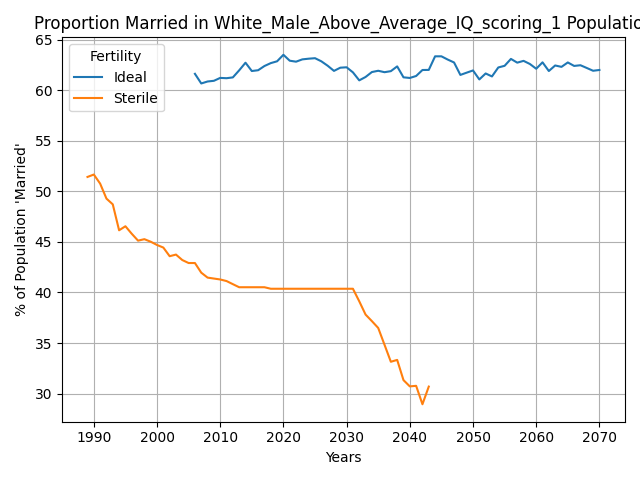 Proportion Married in White_Male_Above_Average_IQ_scoring_1 Populatio
65
60
55
50
45
40
35
30
% of Population 'Married'
Fertility
Ideal
Sterile
1990 2000 2010 2020 2030 2040 2050 2060 2070
Years